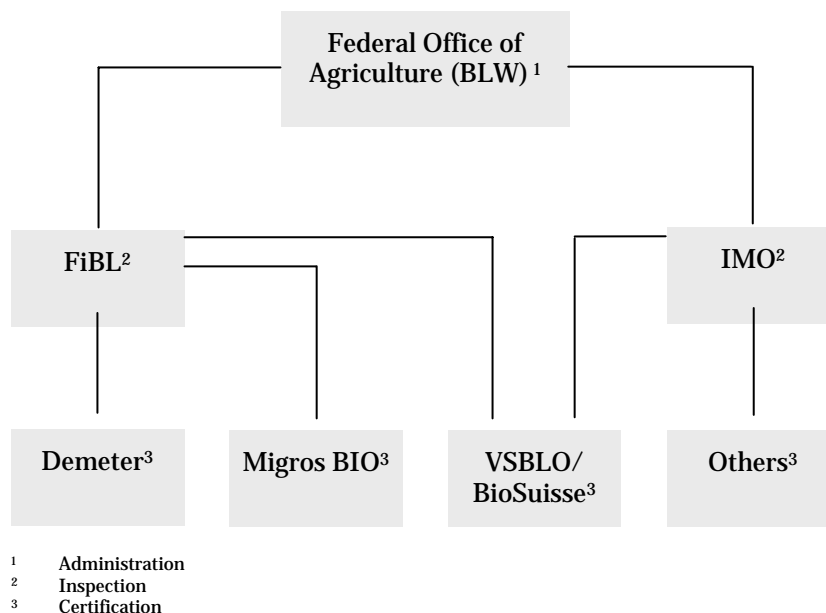 Federal Office of
Agriculture (BLW) ¹
FiBL²
IMO²
Demeter³
Migros BIO³
VSBLO/
BioSuisse³
Others³
¹ Administration
² Inspection
³ Certification